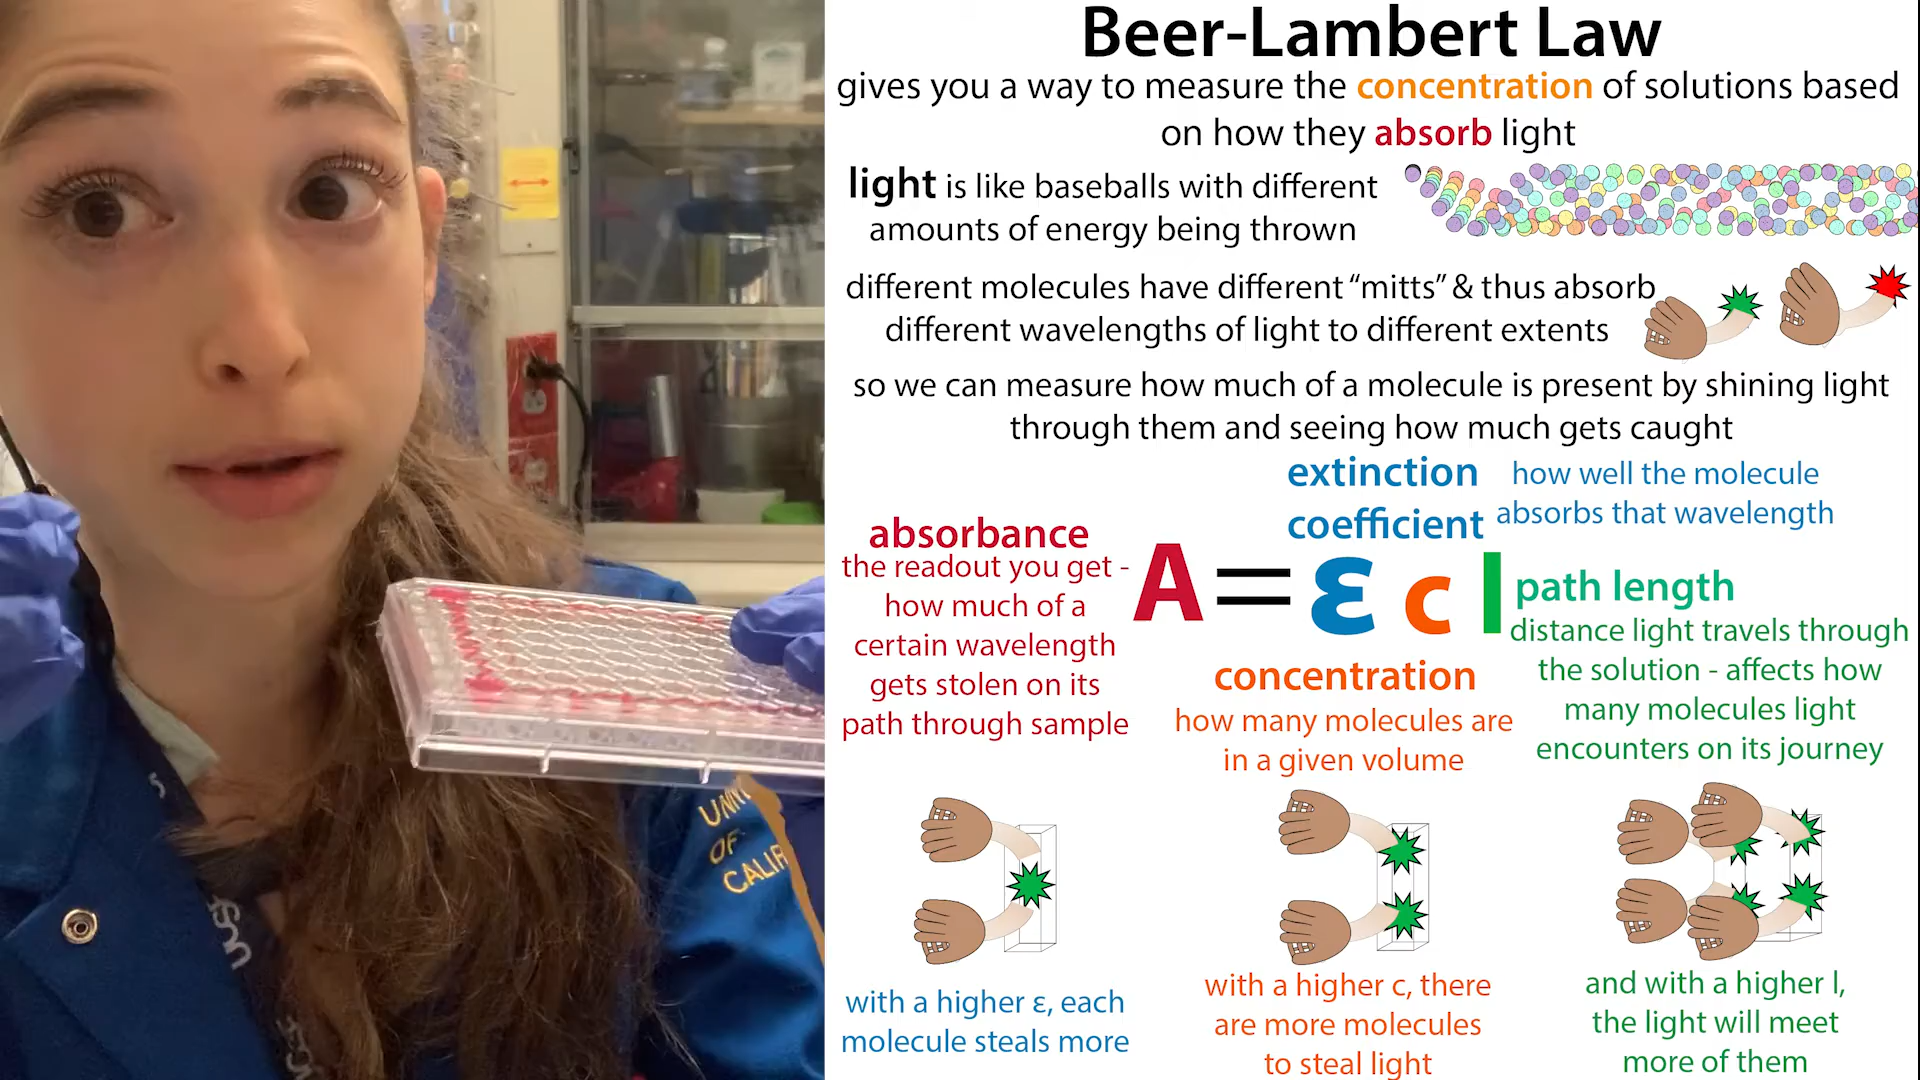 Beer-Lambert Law
gives you a way to measure the concentration of solutions based
on how they absorb light
light is like baseballs with different
amounts of energy being thrown
different molecules have different “mitts” & thus absorb
different wavelengths of light to different extents
so we can measure how much of a molecule is present by shining light
through them and seeing how much gets caught
extinction
coefficient
how well the molecule
absorbs that wavelength
absorbance
the readout you get -
how much of a
certain wavelength
gets stolen on its
path through sample
A = ε c l
path length
distance light travels through
the solution - affects how
many molecules light
encounters on its journey
concentration
how many molecules are
in a given volume
with a higher ε, each
molecule steals more
with a higher c, there
are more molecules
to steal light
and with a higher l,
the light will meet
more of them
OF